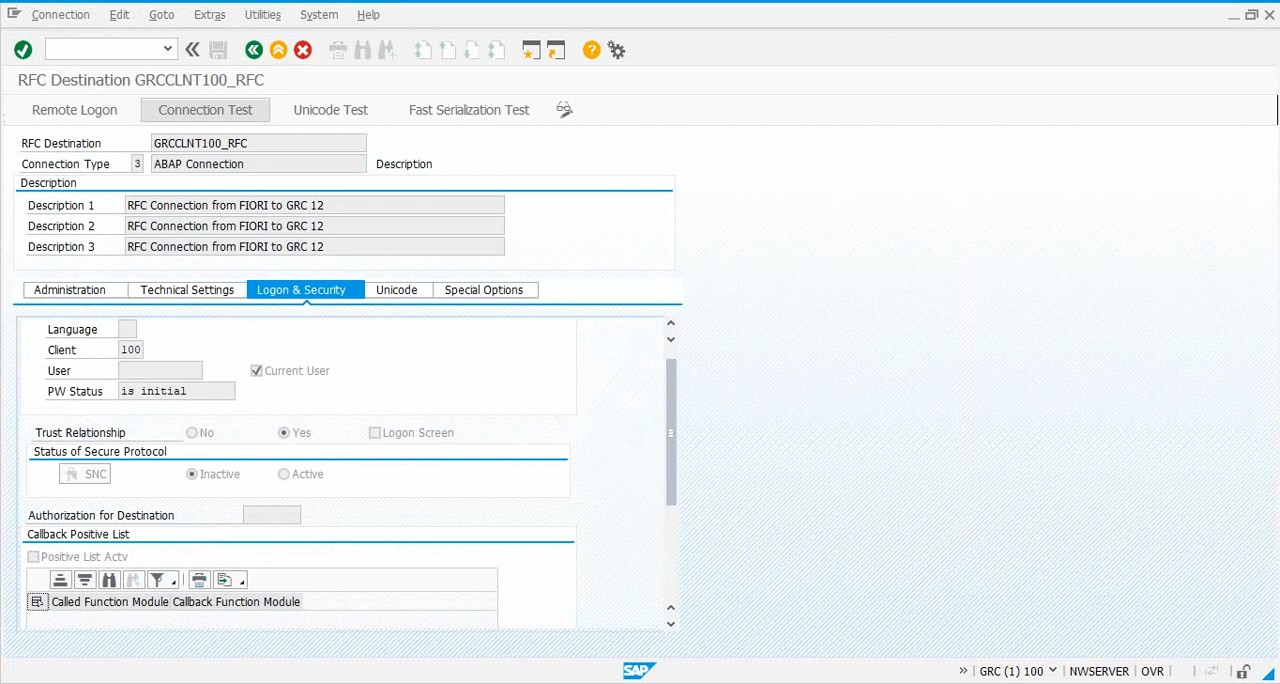 Connection Edit Goto Extras Utilities System Help
RFC Destination GRCCLNT100_RFC
Remote Logon Connection Test Unicode Test Fast Serialization Test
RFC Destination GRCCLNT100_RFC
Connection Type 3 ABAP Connection Description
Description
Description 1 RFC Connection from FIORI to GRC 12
Description 2 RFC Connection from FIORI to GRC 12
Description 3 RFC Connection from FIORI to GRC 12
Administration Technical Settings Logon & Security Unicode Special Options
Language
Client 100
User Current User
PW Status is initial
Trust Relationship No Yes Logon Screen
Status of Secure Protocol
SNC Inactive Active
Authorization for Destination
Callback Positive List
Positive List Actv
Called Function Module Callback Function Module
SAP » GRC (1) 100 NWSERVER OVR